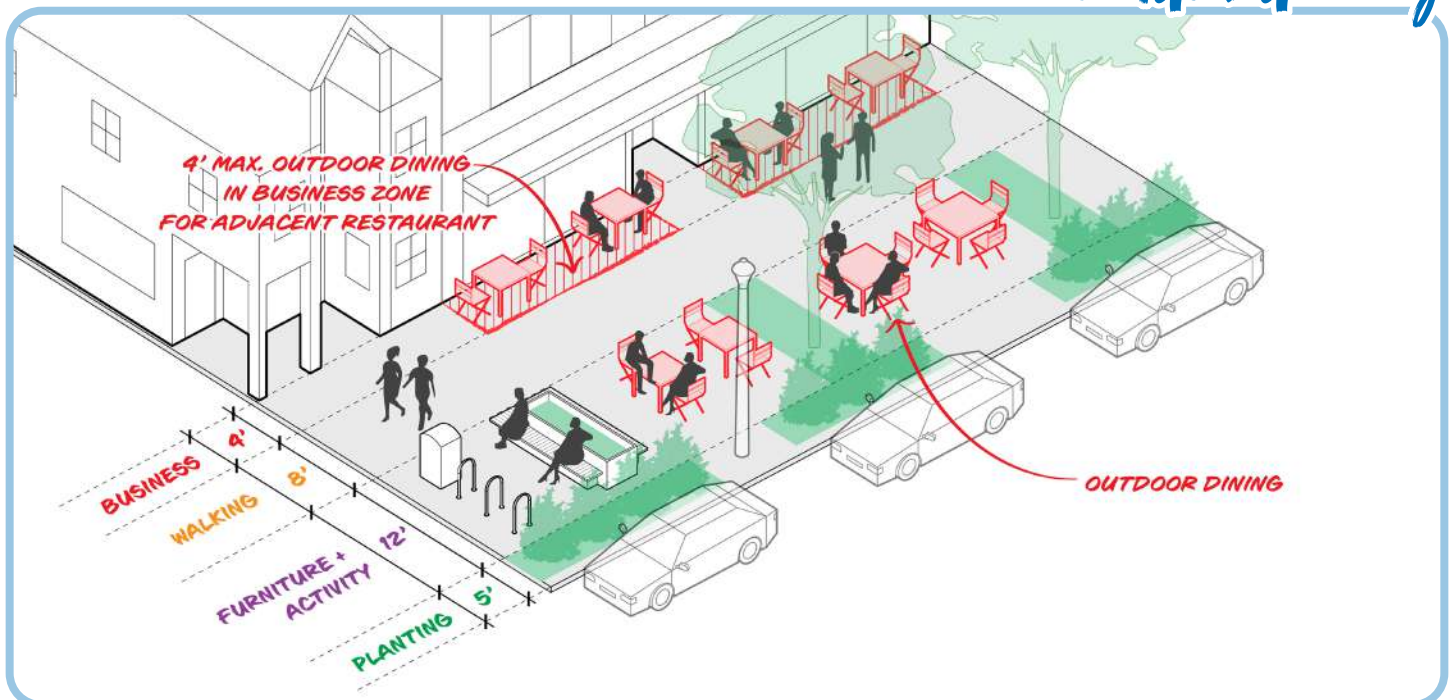 4' MAX. OUTDOOR DINING
IN BUSINESS ZONE
FOR ADJACENT RESTAURANT
OUTDOOR DINING
BUSINESS 4'
WALKING 8'
FURNITURE + 12'
ACTIVITY
PLANTING 5'